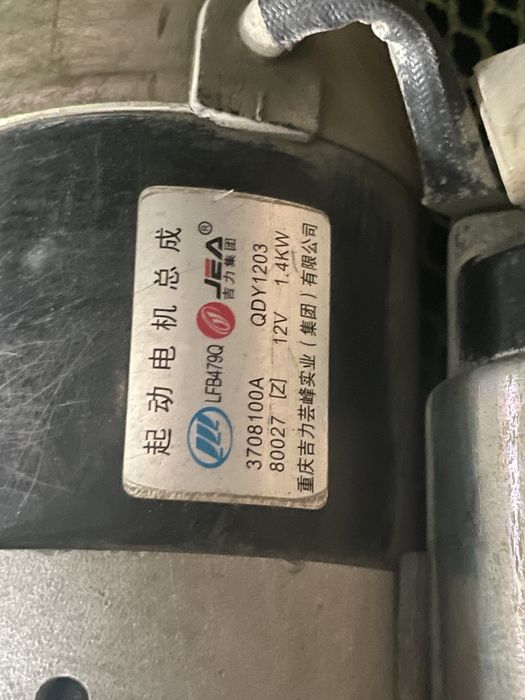 起动电机总成
LFB479Q JEA®
吉力集团
3708100A QDY1203
80027 [Z] 12V 1.4KW
重庆吉力芸峰实业(集团)有限公司